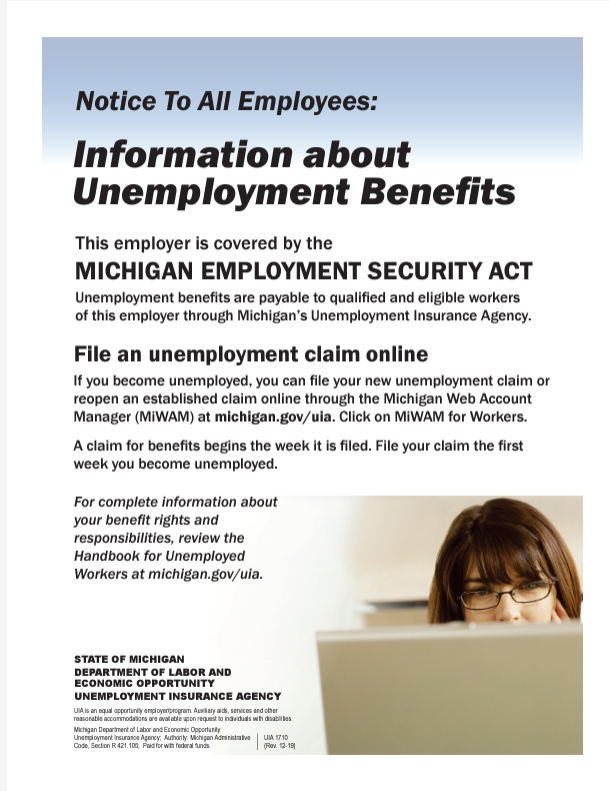 Notice To All Employees:
Information about
Unemployment Benefits
This employer is covered by the
MICHIGAN EMPLOYMENT SECURITY ACT
Unemployment benefits are payable to qualified and eligible workers
of this employer through Michigan's Unemployment Insurance Agency.
File an unemployment claim online
If you become unemployed, you can file your new unemployment claim or
reopen an established claim online through the Michigan Web Account
Manager (MiWAM) at michigan.gov/uia. Click on MiWAM for Workers.
A claim for benefits begins the week it is filed. File your claim the first
week you become unemployed.
For complete information about
your benefit rights and
responsibilities, review the
Handbook for Unemployed
Workers at michigan.gov/uia.
STATE OF MICHIGAN
DEPARTMENT OF LABOR AND
ECONOMIC OPPORTUNITY
UNEMPLOYMENT INSURANCE AGENCY
UIA is an equal opportunity employer/program. Auxiliary aids, services and other
reasonable accommodations are available upon request to individuals with disabilities.
Michigan Department of Labor and Economic Opportunity
Unemployment Insurance Agency; Authority: Michigan Administrative
Code, Section R 421.105; Paid for with federal funds.
UIA 1710
(Rev. 12-19)